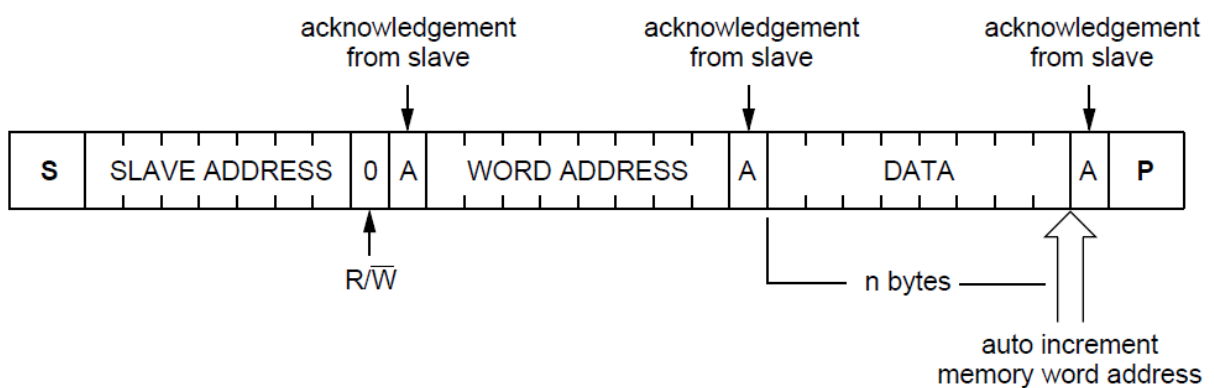 acknowledgement
from slave
acknowledgement
from slave
acknowledgement
from slave
S SLAVE ADDRESS 0 A WORD ADDRESS A DATA A P
R/W̅
n bytes
auto increment
memory word address